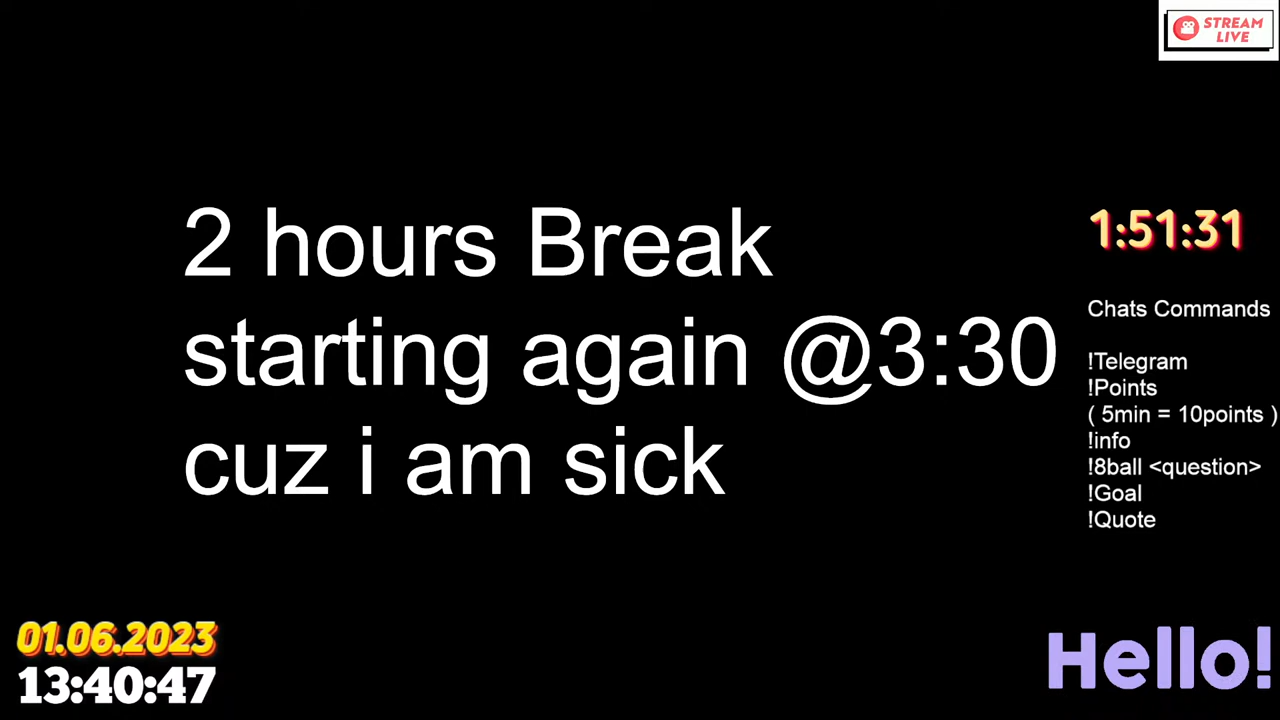 STREAM
LIVE
2 hours Break
starting again @3:30
cuz i am sick
1:51:31
Chats Commands
!Telegram
!Points
( 5min = 10points )
!info
!8ball <question>
!Goal
!Quote
01.06.2023
13:40:47
Hello!